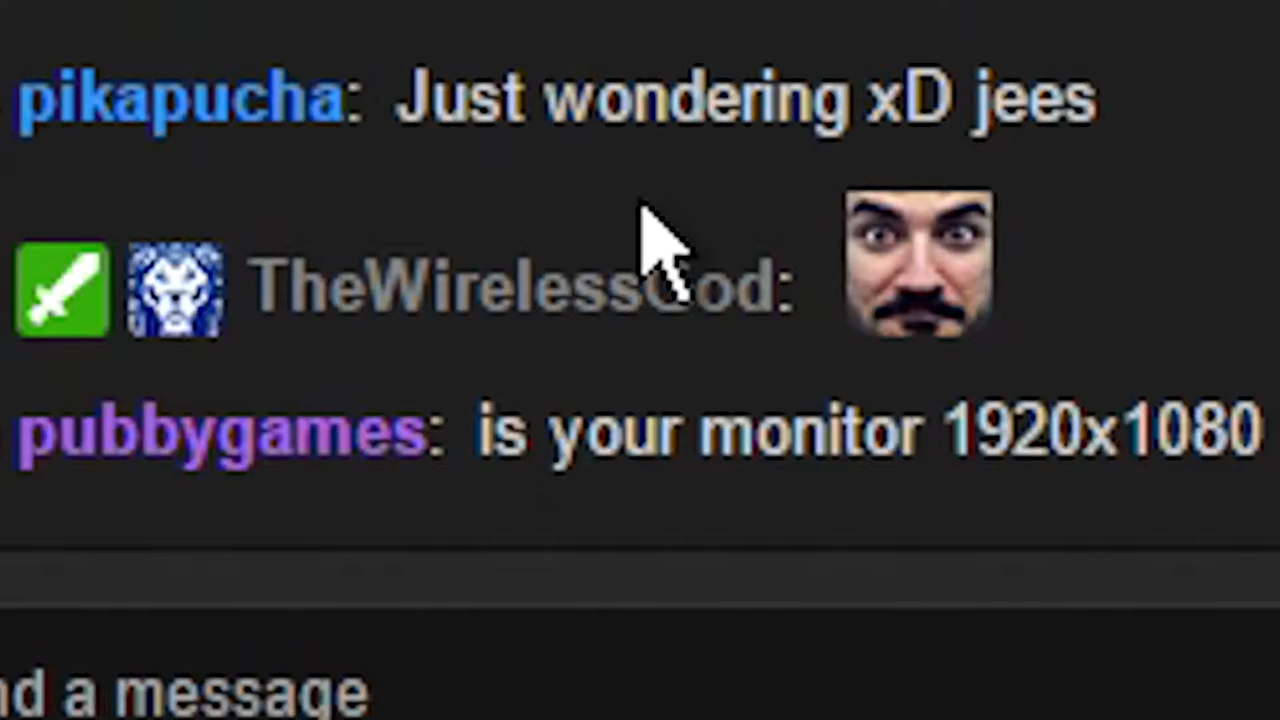 pikapucha: Just wondering xD jees
TheWirelessGod:
pubbygames: is your monitor 1920x1080
nd a message